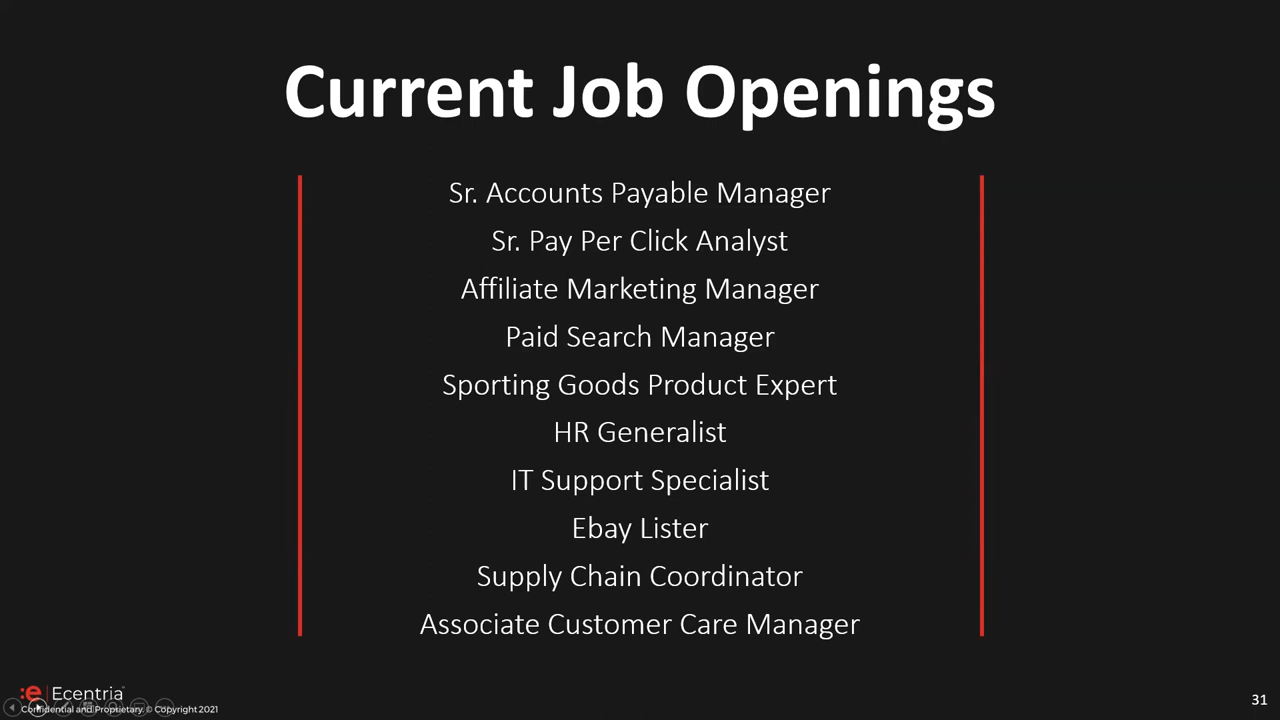 Current Job Openings
Sr. Accounts Payable Manager
Sr. Pay Per Click Analyst
Affiliate Marketing Manager
Paid Search Manager
Sporting Goods Product Expert
HR Generalist
IT Support Specialist
Ebay Lister
Supply Chain Coordinator
Associate Customer Care Manager
:e | Ecentria
Confidential and Proprietary. © Copyright 2021
31